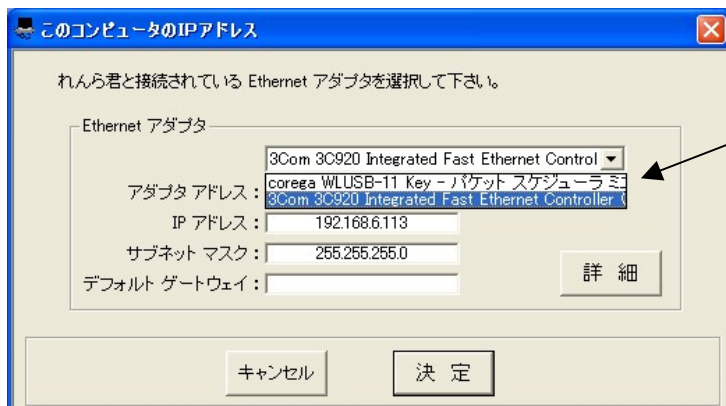 このコンピュータのIPアドレス
れんら君と接続されている Ethernet アダプタを選択して下さい。
Ethernet アダプタ
3Com 3C920 Integrated Fast Ethernet Control
アダプタ アドレス：
corega WLUSB-11 Key - パケット スケジューラ ミニ
3Com 3C920 Integrated Fast Ethernet Controller (
IP アドレス： 192.168.6.113
サブネット マスク： 255.255.255.0
デフォルト ゲートウェイ：
詳 細
キャンセル
決 定